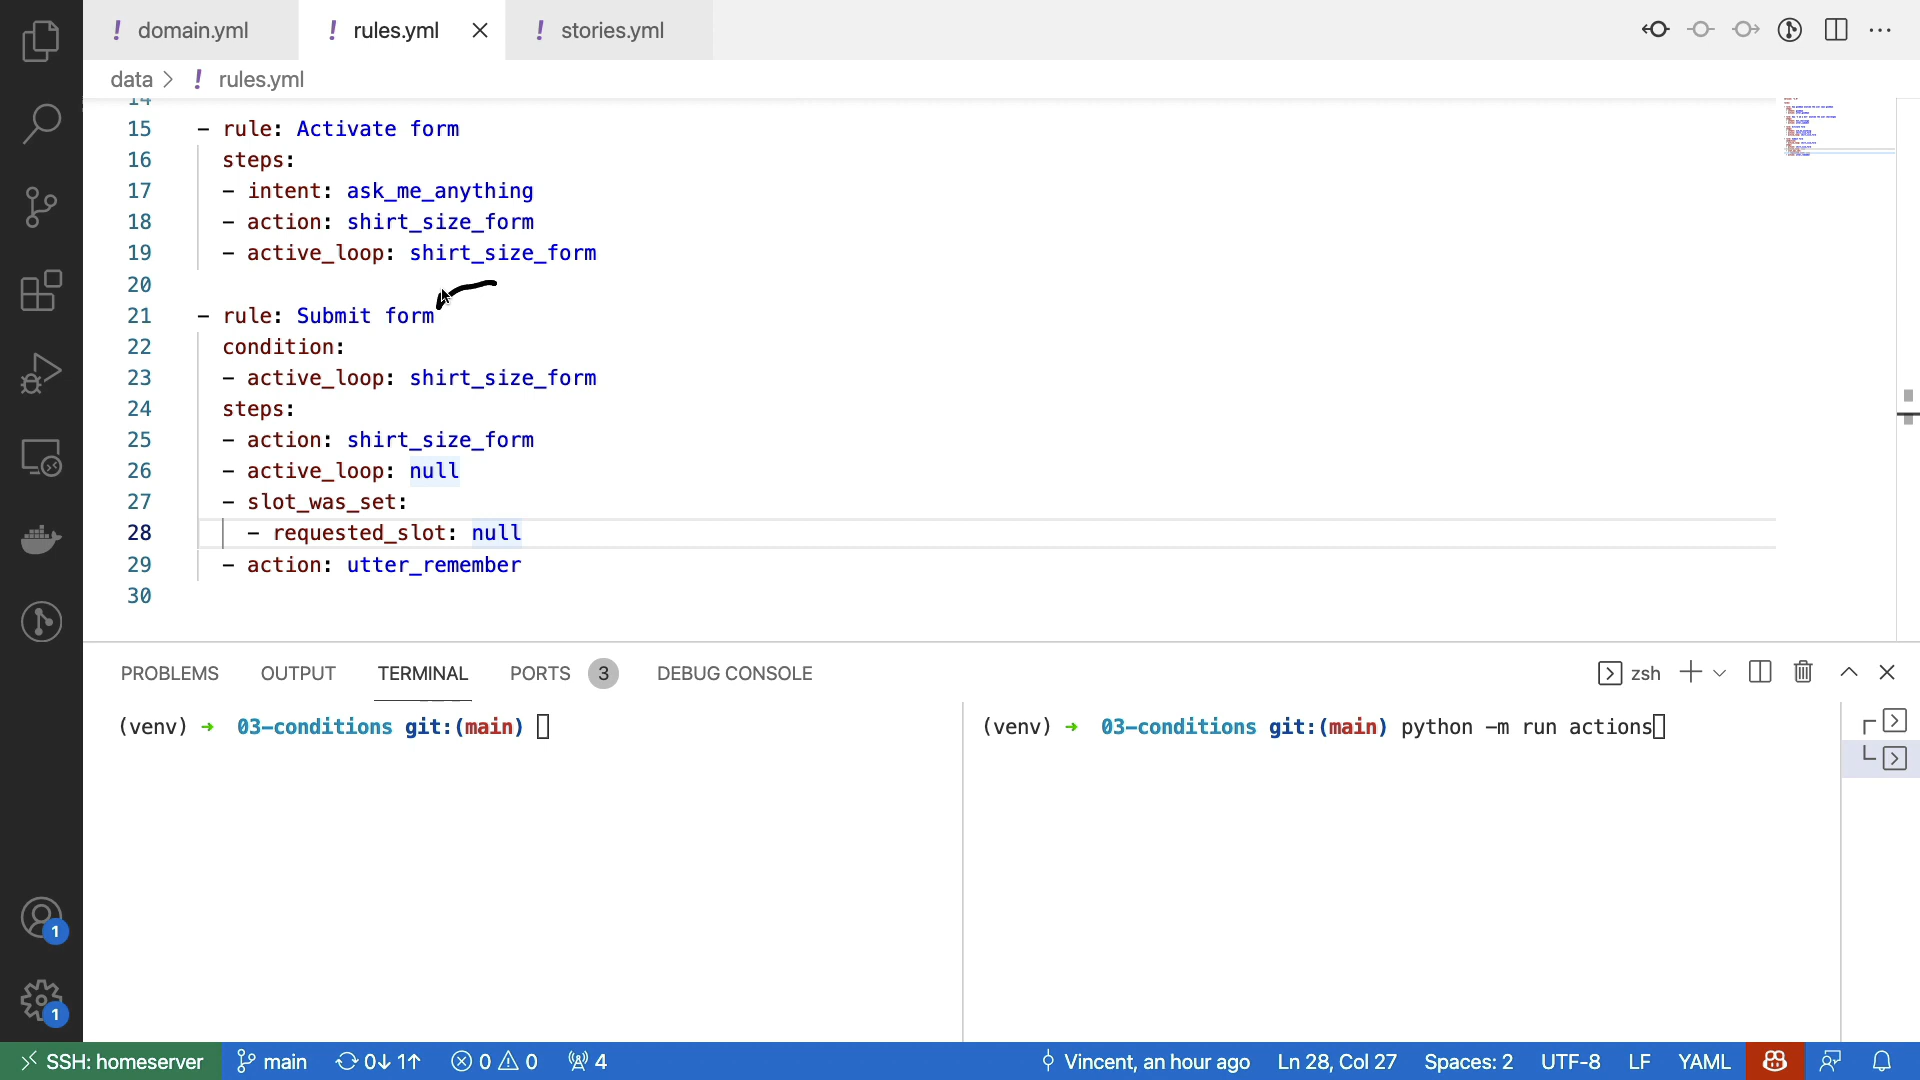 domain.yml
rules.yml
stories.yml
data > rules.yml
14
15 - rule: Activate form
16 steps:
17 - intent: ask_me_anything
18 - action: shirt_size_form
19 - active_loop: shirt_size_form
20
21 - rule: Submit form
22 condition:
23 - active_loop: shirt_size_form
24 steps:
25 - action: shirt_size_form
26 - active_loop: null
27 - slot_was_set:
28 - requested_slot: null
29 - action: utter_remember
30
PROBLEMS OUTPUT TERMINAL PORTS 3 DEBUG CONSOLE zsh
(venv) → 03-conditions git:(main)
(venv) → 03-conditions git:(main) python -m run actions
1
1
SSH: homeserver main 0↓ 1↑ 0 0 4 Vincent, an hour ago Ln 28, Col 27 Spaces: 2 UTF-8 LF YAML